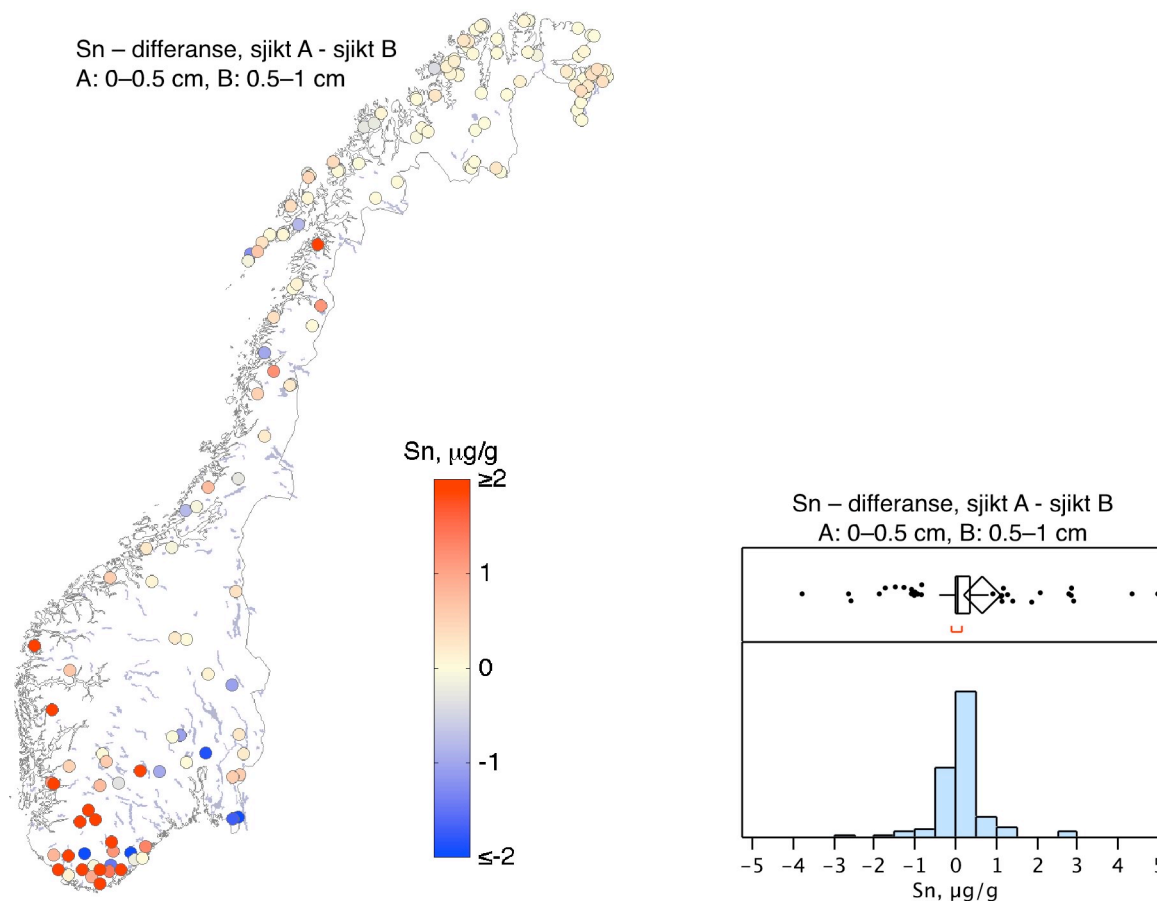 Sn – differanse, sjikt A - sjikt B
A: 0–0.5 cm, B: 0.5–1 cm
Sn, µg/g
≥2
1
0
-1
≤-2
Sn – differanse, sjikt A - sjikt B
A: 0–0.5 cm, B: 0.5–1 cm
−5 −4 −3 −2 −1 0 1 2 3 4 5
Sn, µg/g